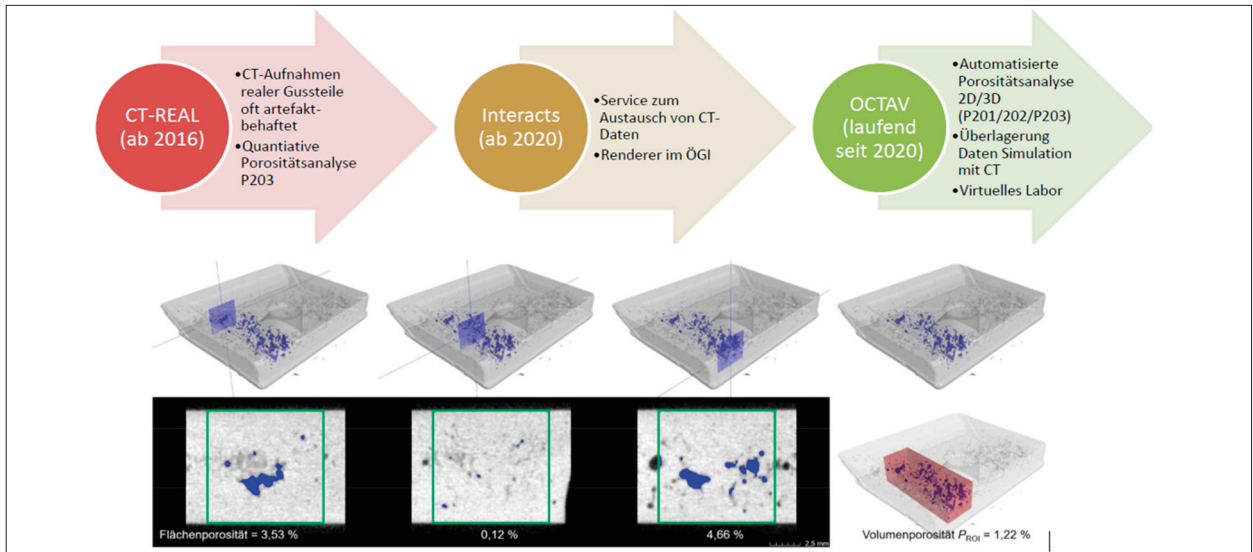 CT-REAL
(ab 2016)
•CT-Aufnahmen
realer Gussteile
oft artefakt-
behaftet
•Quantiative
Porositätsanalyse
P203
Interacts
(ab 2020)
•Service zum
Austausch von CT-
Daten
•Renderer im ÖGI
OCTAV
(laufend
seit 2020)
•Automatisierte
Porositätsanalyse
2D/3D
(P201/202/P203)
•Überlagerung
Daten Simulation
mit CT
•Virtuelles Labor
Flächenporosität = 3,53 %
0,12 %
4,66 %
2,5 mm
Volumenporosität P_ROI = 1,22 %